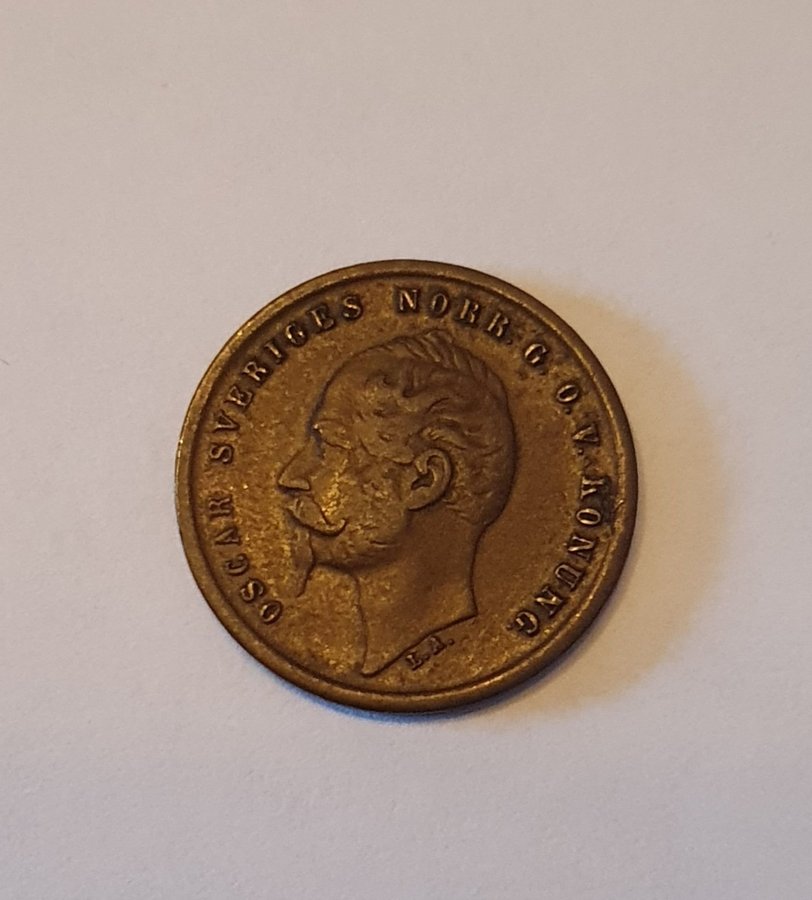 OSCAR SVERIGES NORR. G. O. V. KONUNG.
L.A.